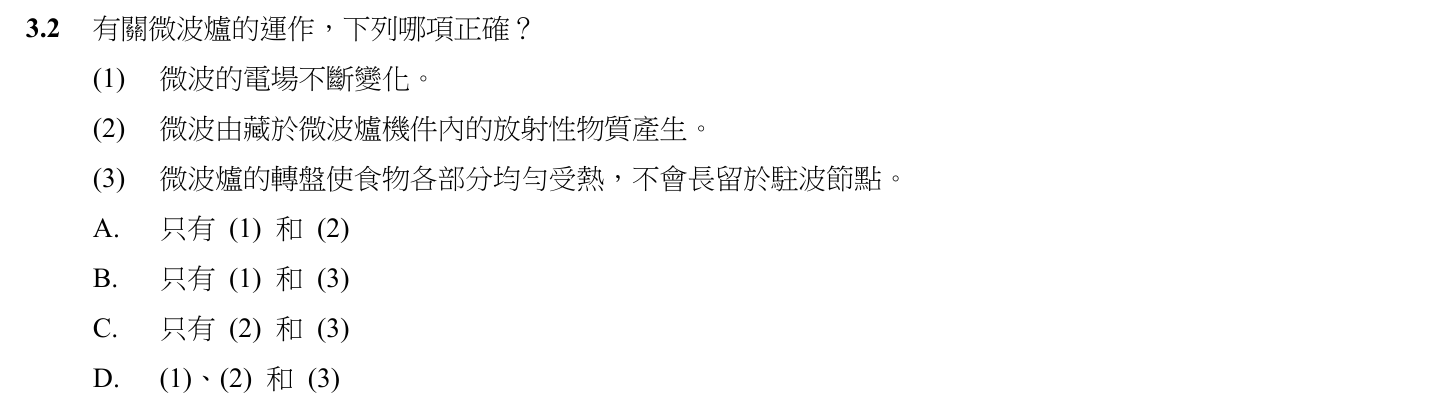 3.2 有關微波爐的運作，下列哪項正確？
(1) 微波的電場不斷變化。
(2) 微波由藏於微波爐機件內的放射性物質產生。
(3) 微波爐的轉盤使食物各部分均勻受熱，不會長留於駐波節點。
A. 只有 (1) 和 (2)
B. 只有 (1) 和 (3)
C. 只有 (2) 和 (3)
D. (1)、(2) 和 (3)